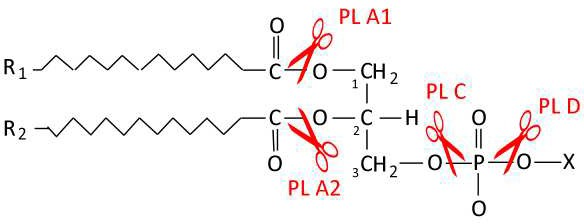 PL A1
O
R1 C O 1 CH2
PL C PL D
R2 C O 2 H O
O 3 CH2 O P O X
PL A2
O